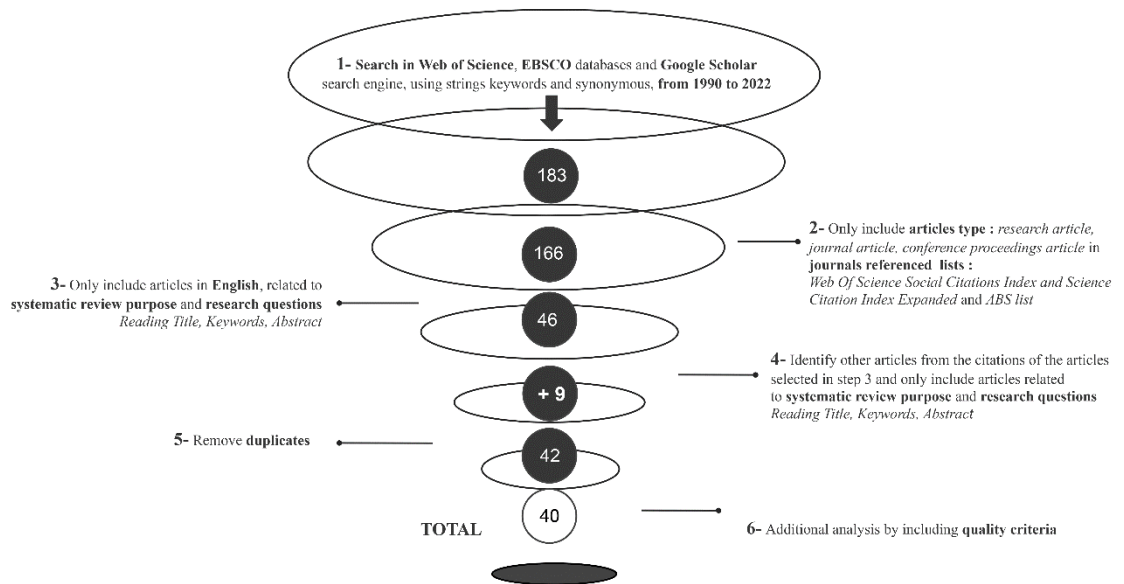 1- Search in Web of Science, EBSCO databases and Google Scholar
search engine, using strings keywords and synonymous, from 1990 to 2022
183
2- Only include articles type : research article,
journal article, conference proceedings article in
journals referenced lists :
Web Of Science Social Citations Index and Science
Citation Index Expanded and ABS list
166
3- Only include articles in English, related to
systematic review purpose and research questions
Reading Title, Keywords, Abstract
46
4- Identify other articles from the citations of the articles
selected in step 3 and only include articles related
to systematic review purpose and research questions
Reading Title, Keywords, Abstract
+ 9
5- Remove duplicates
42
40
TOTAL
6- Additional analysis by including quality criteria